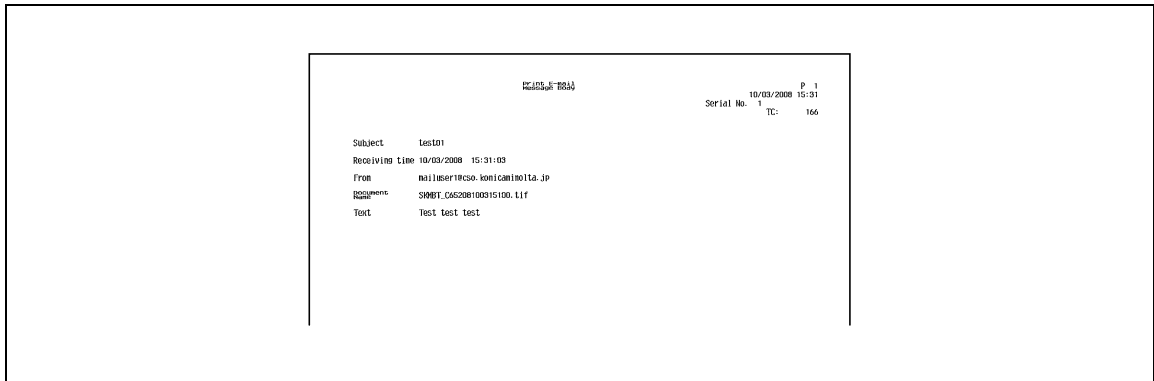 Print E-mail
Message Body
P 1
10/03/2008 15:31
Serial No. 1
TC: 166
Subject test01
Receiving time 10/03/2008 15:31:03
From mailuser1@cso.konicaminolta.jp
Document
Name SKMBT_C65208100315100.tif
Text Test test test